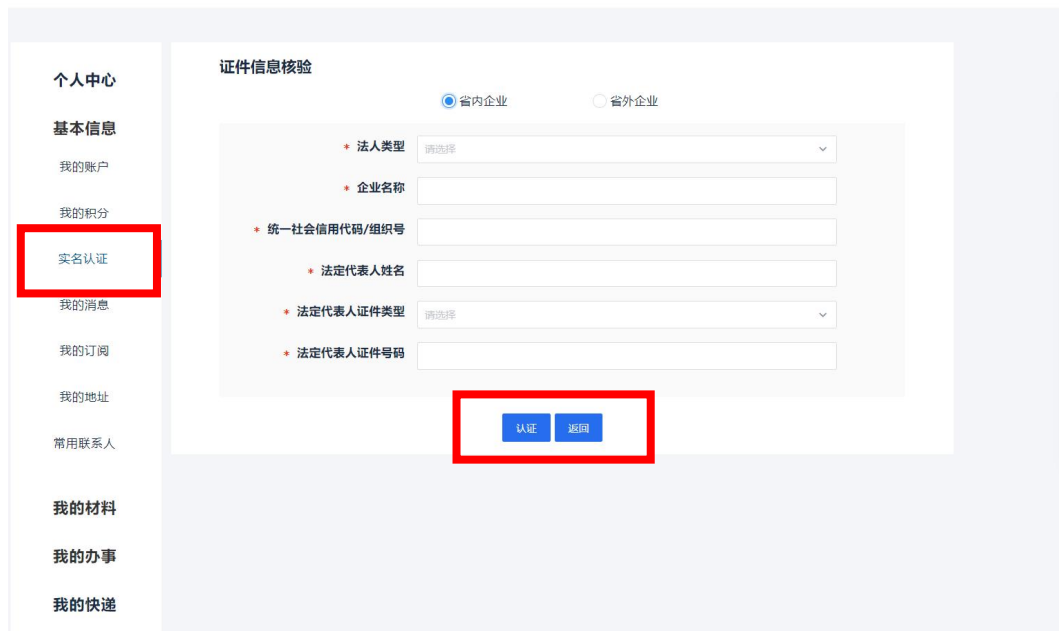 个人中心
基本信息
我的账户
我的积分
实名认证
我的消息
我的订阅
我的地址
常用联系人
我的材料
我的办事
我的快递
证件信息核验
省内企业 省外企业
* 法人类型 请选择
* 企业名称
* 统一社会信用代码/组织号
* 法定代表人姓名
* 法定代表人证件类型 请选择
* 法定代表人证件号码
认证 返回